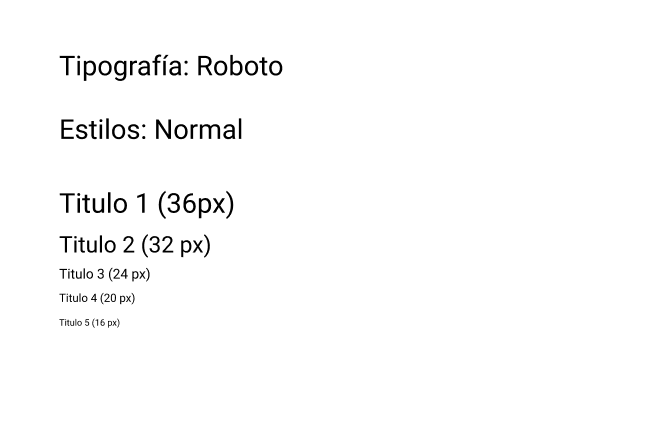 Tipografía: Roboto
Estilos: Normal
Titulo 1 (36px)
Titulo 2 (32 px)
Titulo 3 (24 px)
Titulo 4 (20 px)
Titulo 5 (16 px)